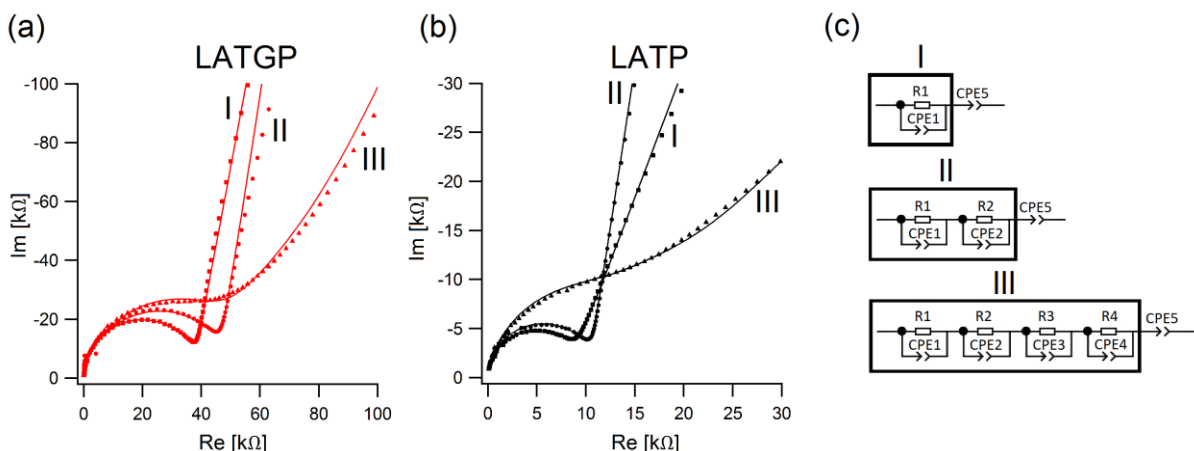 (a)
LATGP
-100
-80
-60
-40
-20
0
Im [kΩ]
0 20 40 60 80 100
Re [kΩ]
I
II
III
(b)
LATP
-30
-25
-20
-15
-10
-5
0
Im [kΩ]
0 5 10 15 20 25 30
Re [kΩ]
II
I
III
(c)
I
R1
CPE1
CPE5
II
R1 R2
CPE1 CPE2
CPE5
III
R1 R2 R3 R4
CPE1 CPE2 CPE3 CPE4
CPE5